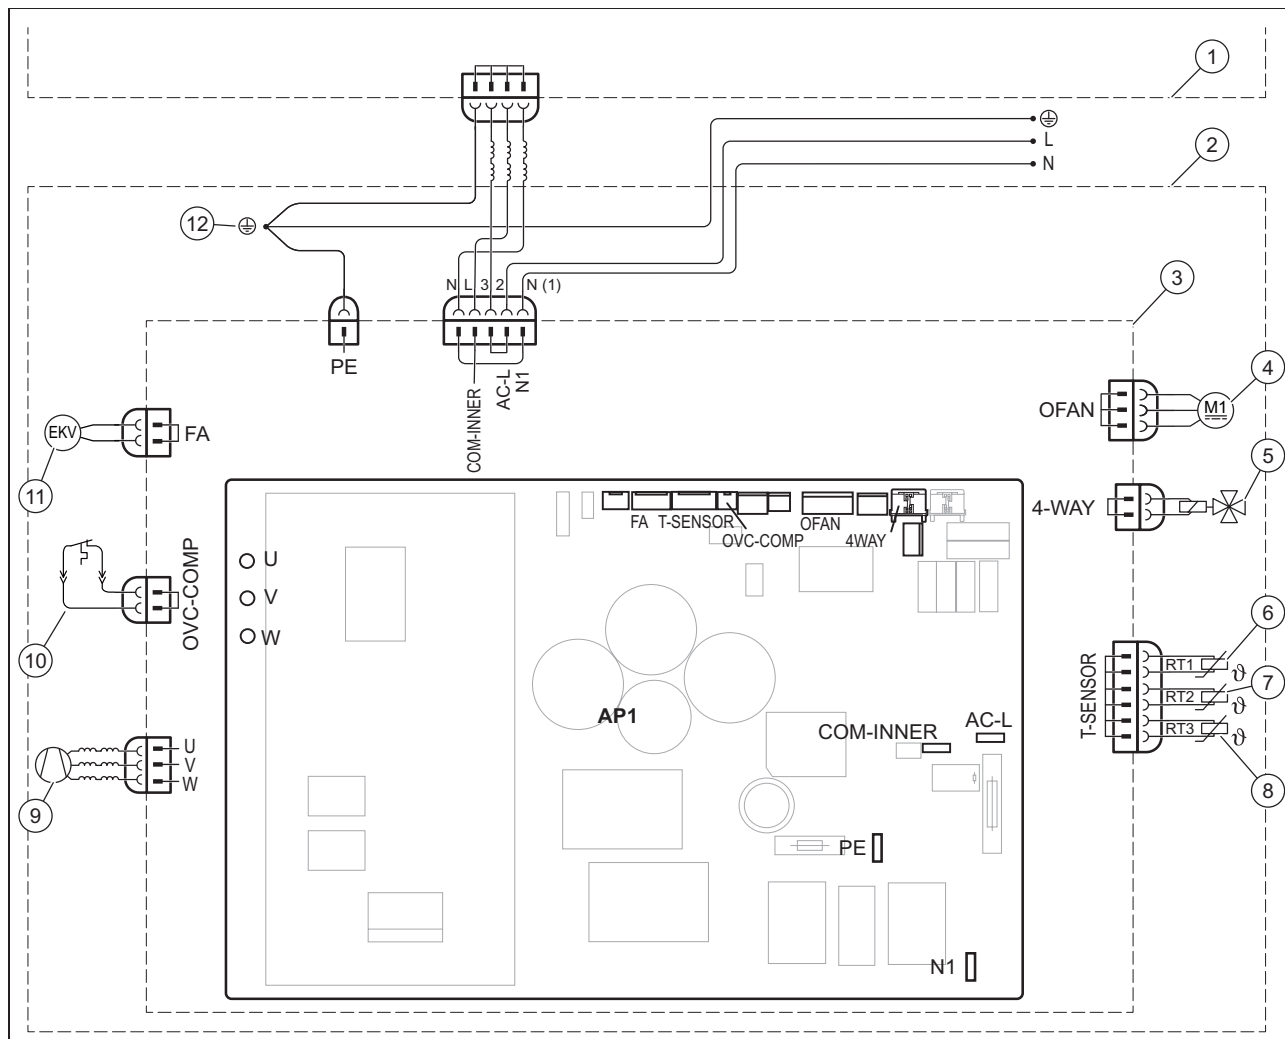 1
L
N
2
12
N L 3 2 N (1)
3
PE
COM-INNER
AC-L
N1
OFAN
M1
4
EKV
FA
11
4-WAY
5
FA T-SENSOR
OVC-COMP
OFAN
4WAY
OVC-COMP
10
U
V
W
T-SENSOR
RT1
ϑ
6
RT2
ϑ
7
RT3
ϑ
8
AP1
COM-INNER
AC-L
U
V
W
9
PE
N1